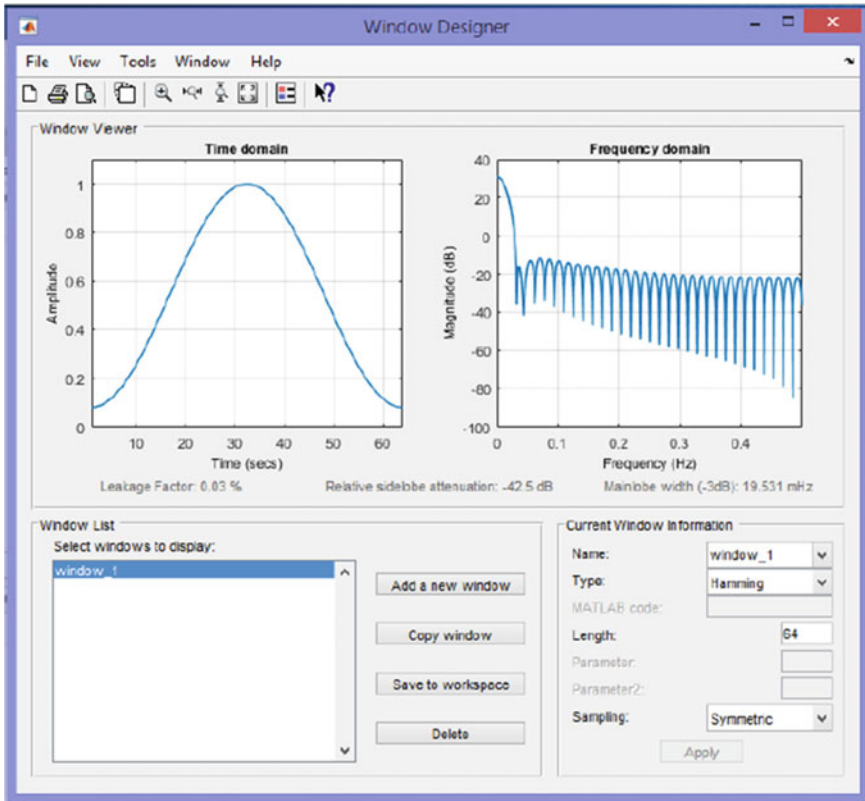 Window Designer
File View Tools Window Help
Window Viewer
Time domain
Amplitude
1
0.8
0.6
0.4
0.2
0
10 20 30 40 50 60
Time (secs)
Frequency domain
Magnitude (dB)
40
20
0
-20
-40
-60
-80
-100
0 0.1 0.2 0.3 0.4
Frequency (Hz)
Leakage Factor: 0.03 % Relative sidelobe attenuation: -42.5 dB Mainlobe width (-3dB): 19.531 mHz
Window List
Select windows to display:
window_1
Add a new window
Copy window
Save to workspace
Delete
Current Window Information
Name: window_1
Type: Hamming
MATLAB code:
Length: 64
Parameter:
Parameter2:
Sampling: Symmetric
Apply